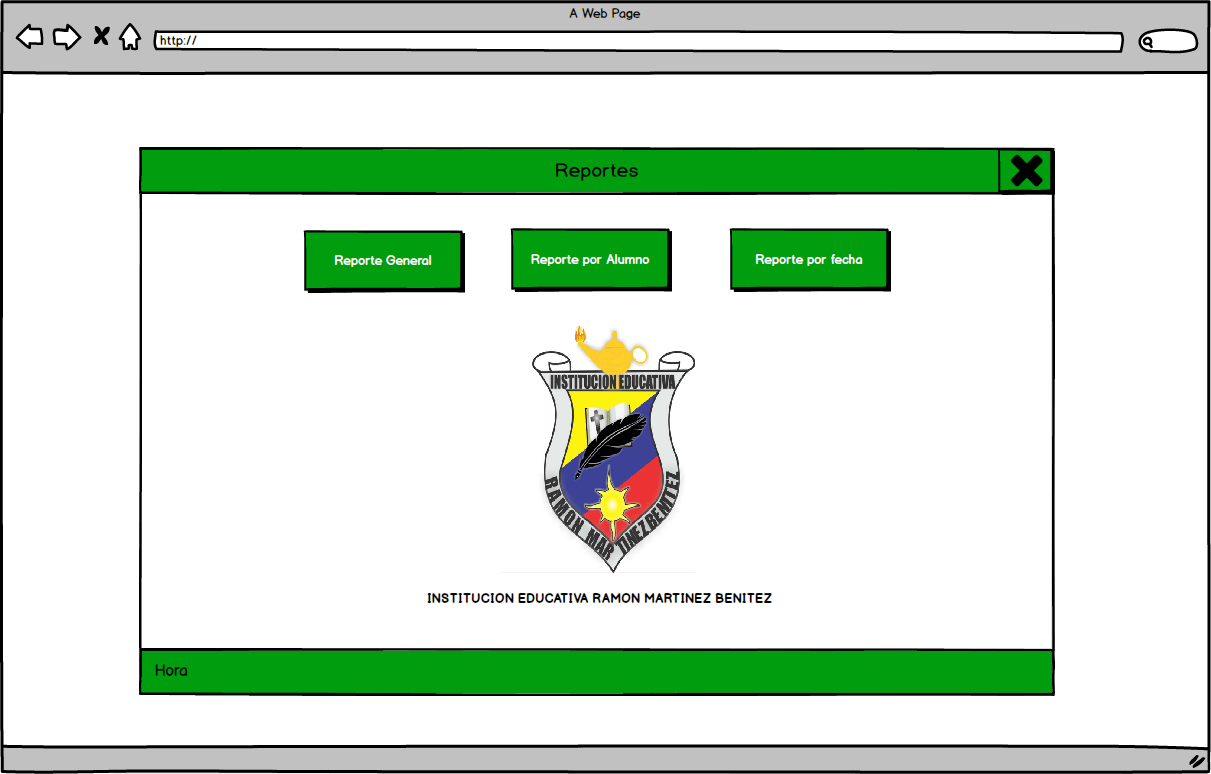 A Web Page
http://
Reportes
Reporte General
Reporte por Alumno
Reporte por fecha
INSTITUCION EDUCATIVA
RAMON MARTINEZ BENITEZ
INSTITUCION EDUCATIVA RAMON MARTINEZ BENITEZ
Hora